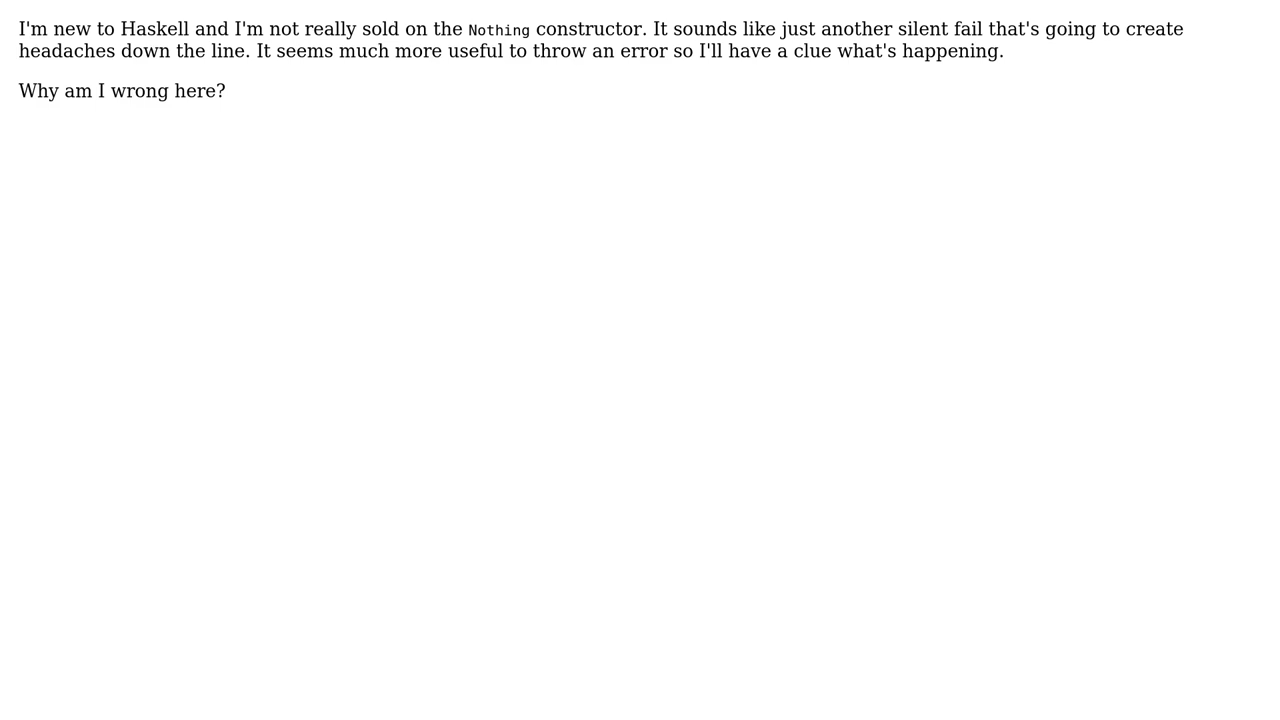 I'm new to Haskell and I'm not really sold on the Nothing constructor. It sounds like just another silent fail that's going to create
headaches down the line. It seems much more useful to throw an error so I'll have a clue what's happening.
Why am I wrong here?